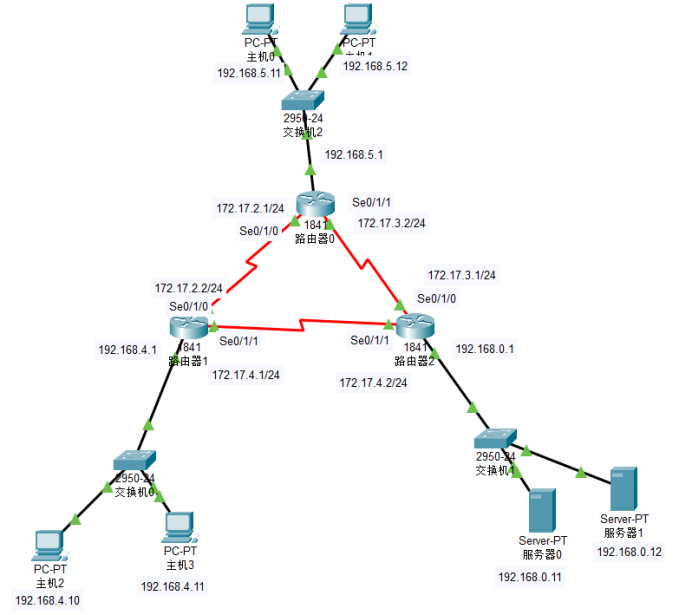 PC-PT
主机0
192.168.5.11
PC-PT
192.168.5.12
2950-24
交换机2
192.168.5.1
172.17.2.1/24
Se0/1/0
Se0/1/1
172.17.3.2/24
1841
路由器0
172.17.2.2/24
Se0/1/0
172.17.3.1/24
Se0/1/0
192.168.4.1
1841
路由器1
Se0/1/1
172.17.4.1/24
Se0/1/1
172.17.4.2/24
1841
路由器2
192.168.0.1
2950-24
交换机0
2950-24
交换机1
PC-PT
主机2
192.168.4.10
PC-PT
主机3
192.168.4.11
Server-PT
服务器0
192.168.0.11
Server-PT
服务器1
192.168.0.12